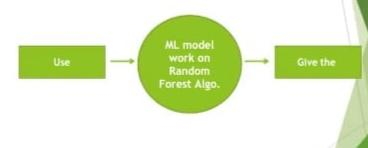 Use
ML model
work on
Random
Forest Algo.
Give the